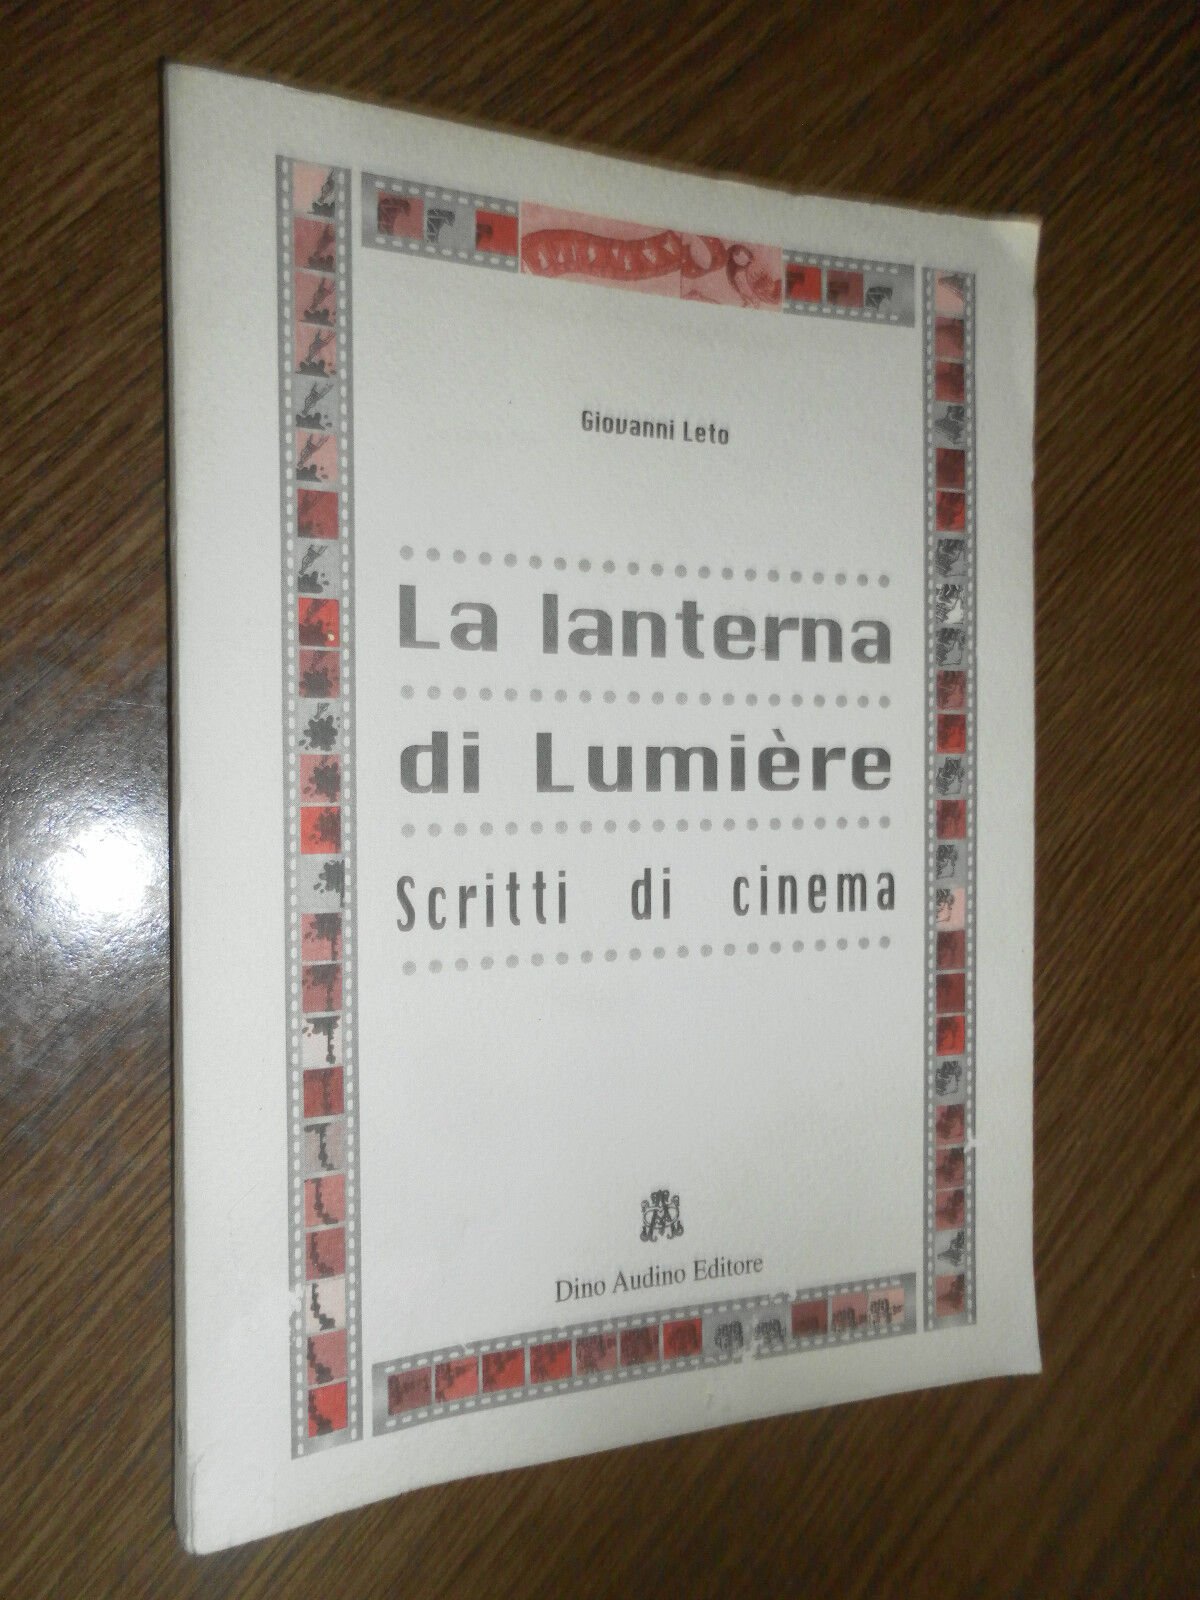 Giovanni Leto
La lanterna
di Lumière
Scritti di cinema
Dino Audino Editore